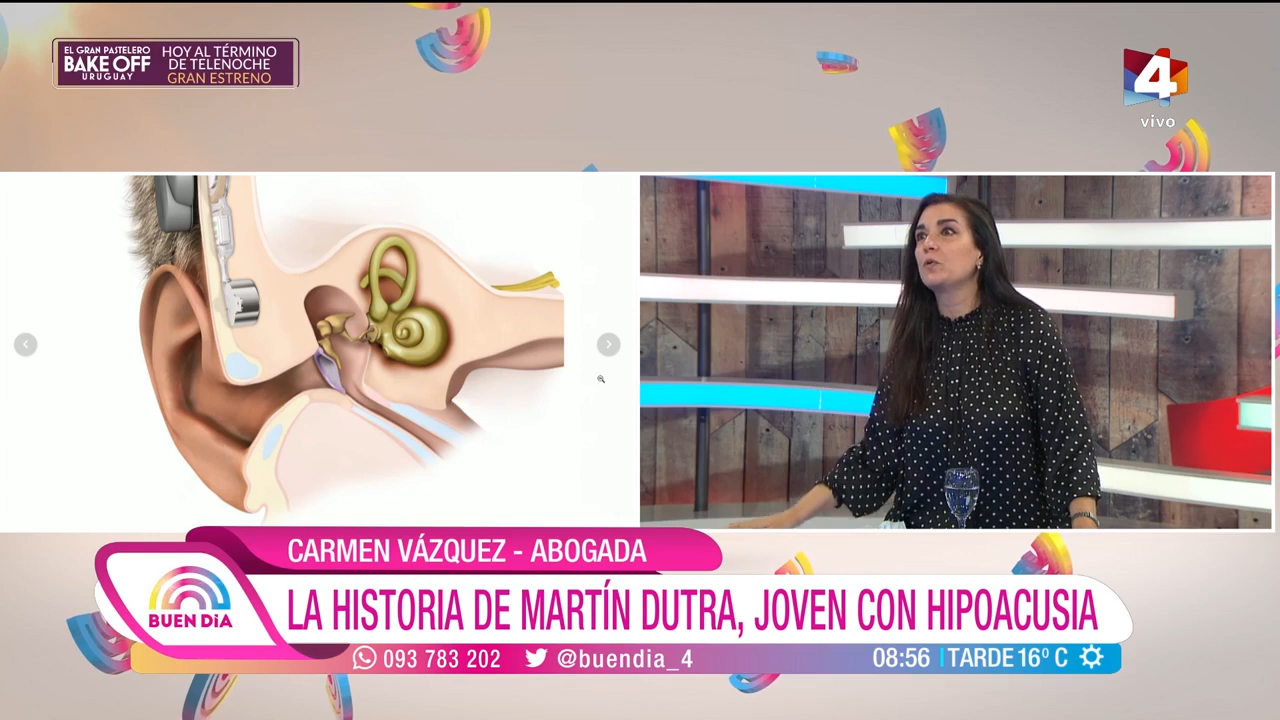 EL GRAN PASTELERO
BAKE OFF
URUGUAY
HOY AL TÉRMINO
DE TELENOCHE
GRAN ESTRENO
4
vivo
CARMEN VÁZQUEZ - ABOGADA
LA HISTORIA DE MARTÍN DUTRA, JOVEN CON HIPOACUSIA
BUEN DíA
093 783 202 @buendia_4 08:56 TARDE 16º C